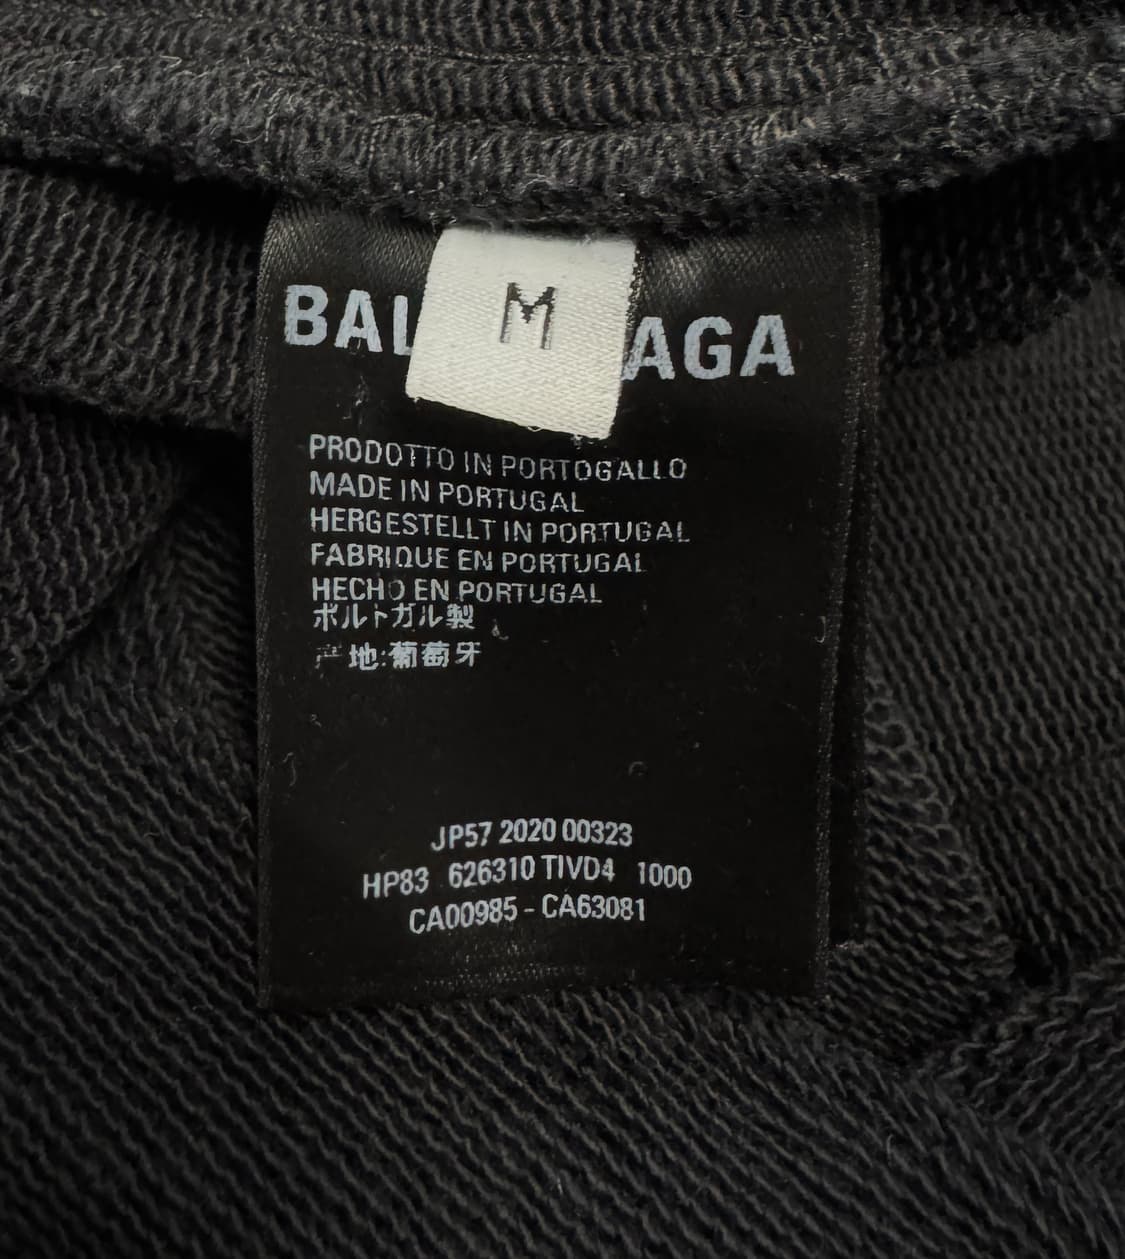 BAL AGA
M
PRODOTTO IN PORTOGALLO
MADE IN PORTUGAL
HERGESTELLT IN PORTUGAL
FABRIQUE EN PORTUGAL
HECHO EN PORTUGAL
ポルトガル製
产地:葡萄牙
JP57 2020 00323
HP83 626310 TIVD4 1000
CA00985 - CA63081